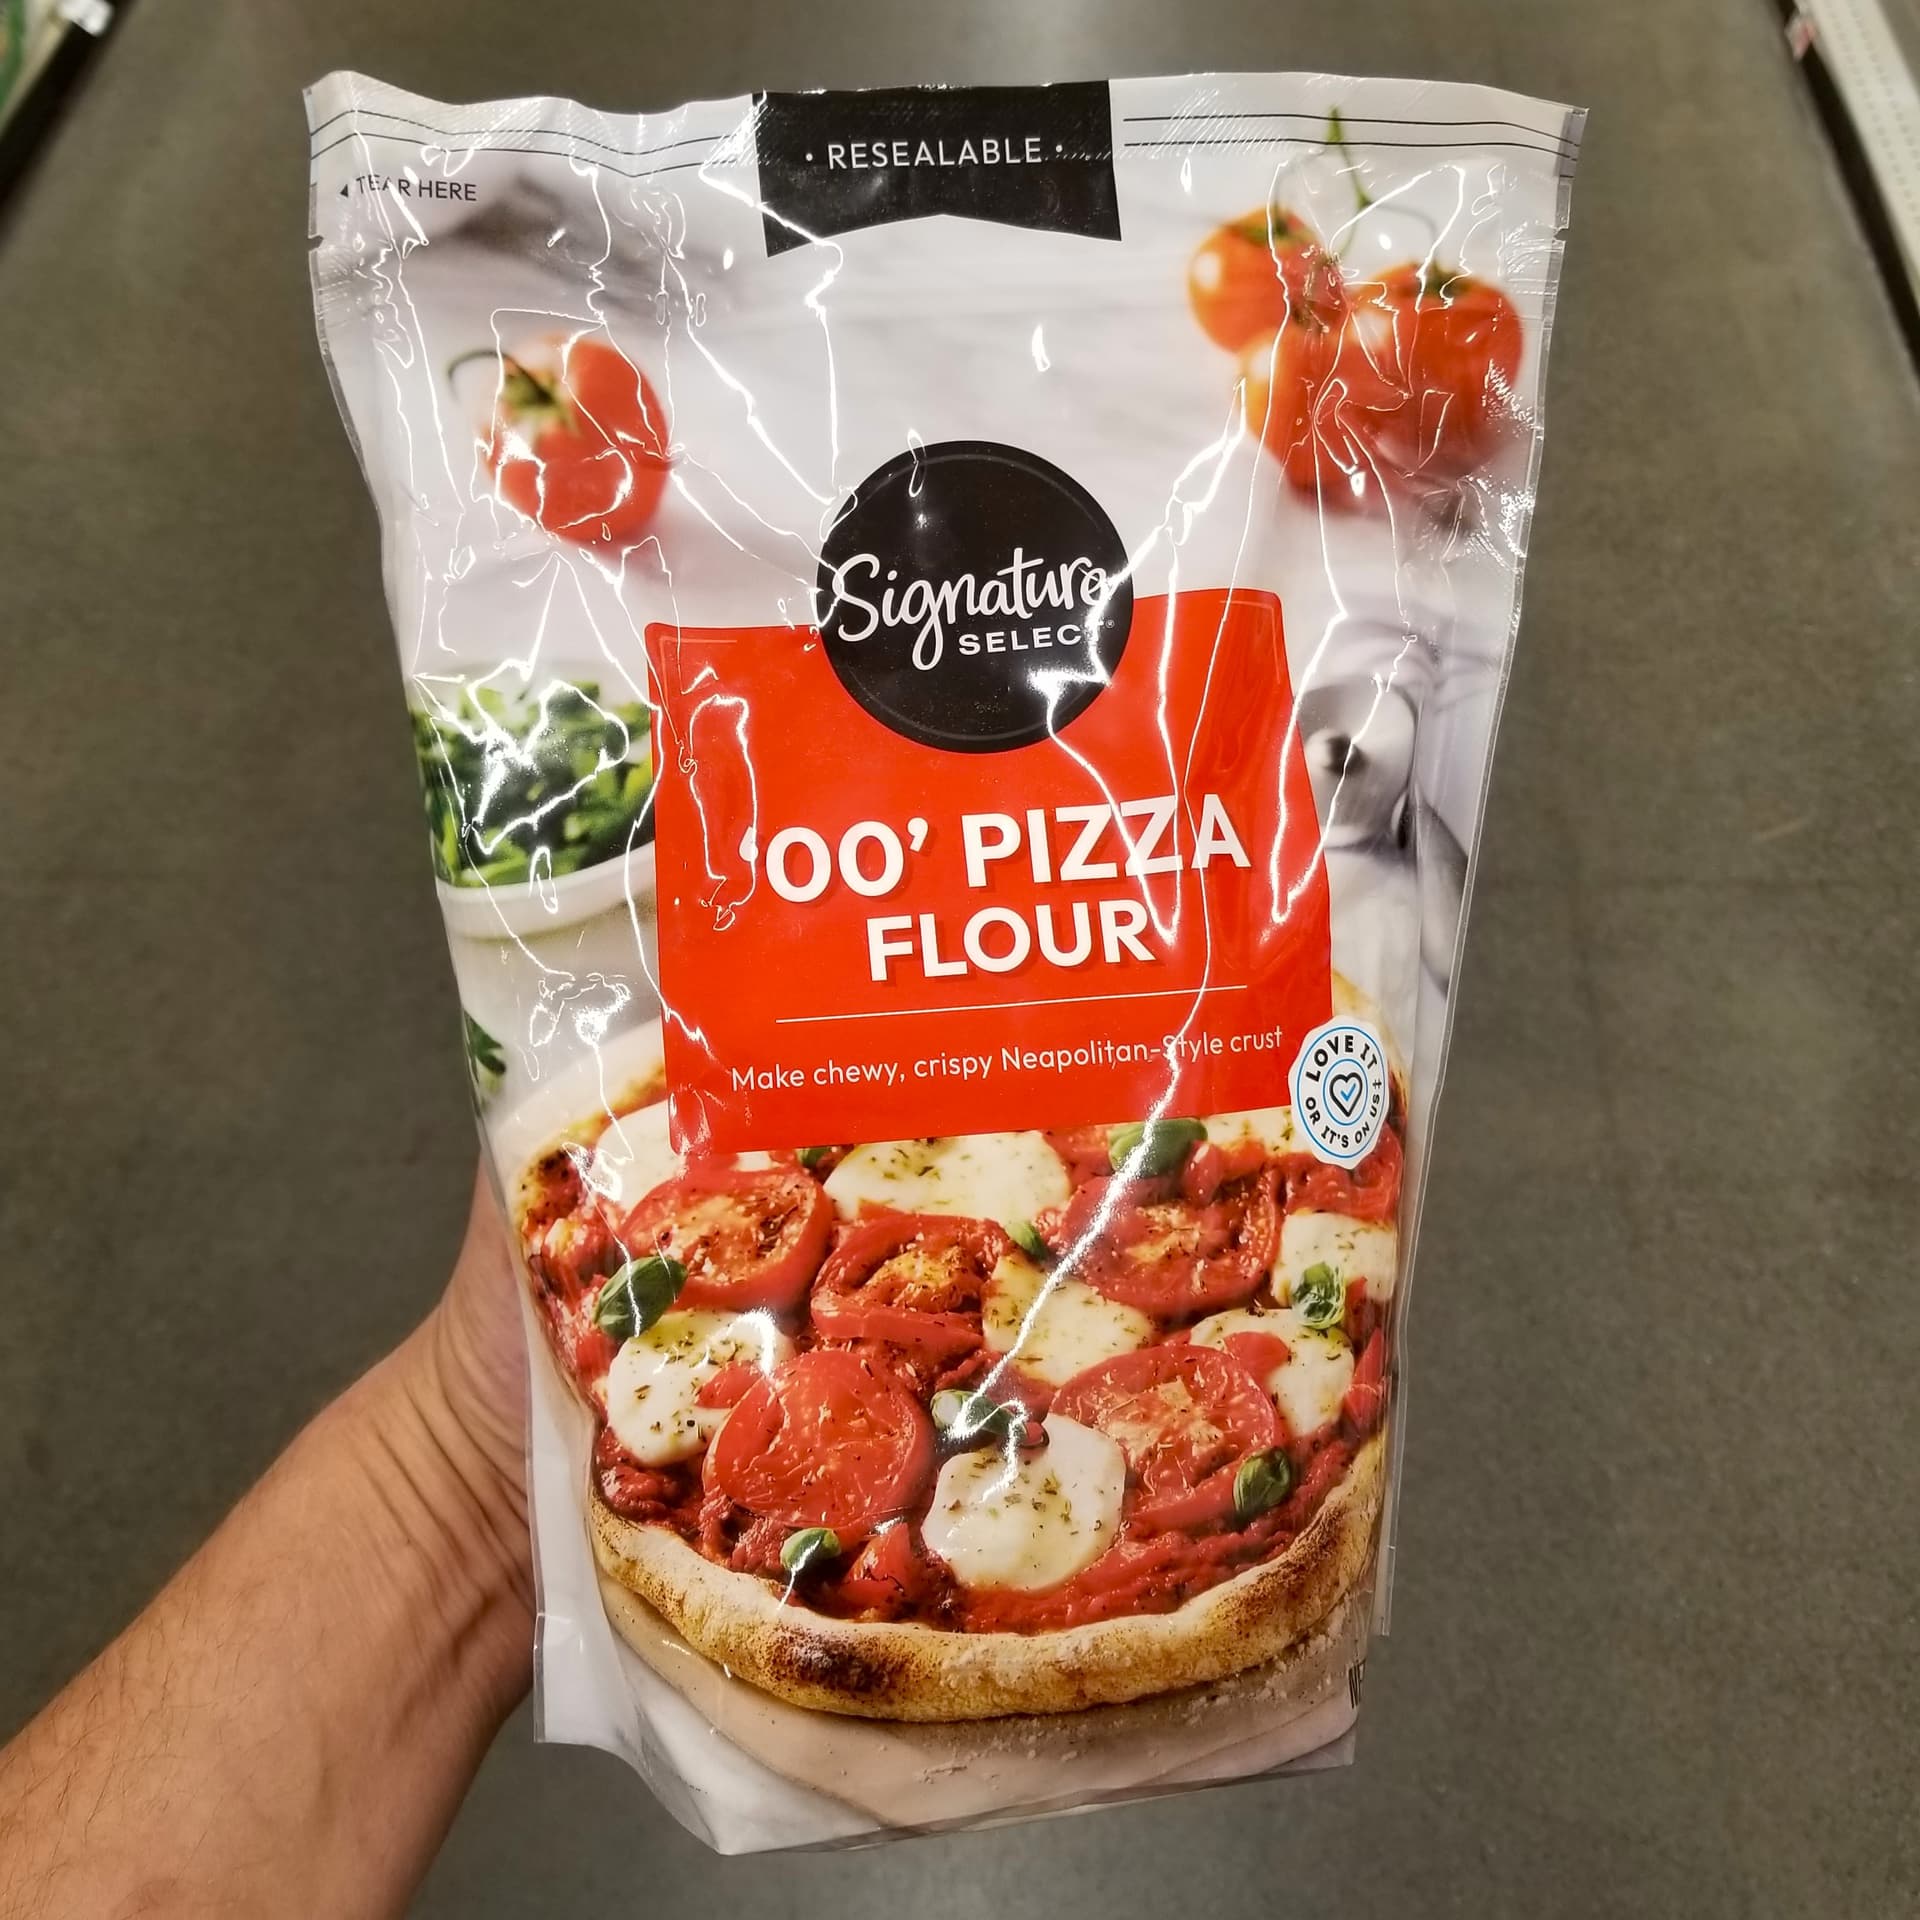 • RESEALABLE •
◂ TEAR HERE
Signature
SELECT®
‘00’ PIZZA
FLOUR
Make chewy, crispy Neapolitan-Style crust
LOVE IT
OR IT'S ON US‡